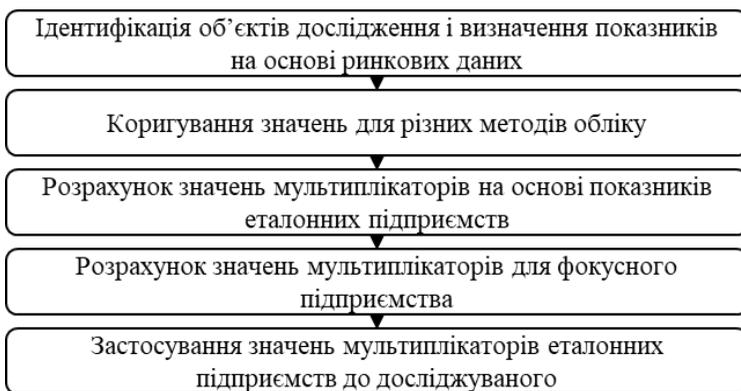 Ідентифікація об’єктів дослідження і визначення показників
на основі ринкових даних
Коригування значень для різних методів обліку
Розрахунок значень мультиплікаторів на основі показників
еталонних підприємств
Розрахунок значень мультиплікаторів для фокусного
підприємства
Застосування значень мультиплікаторів еталонних
підприємств до досліджуваного